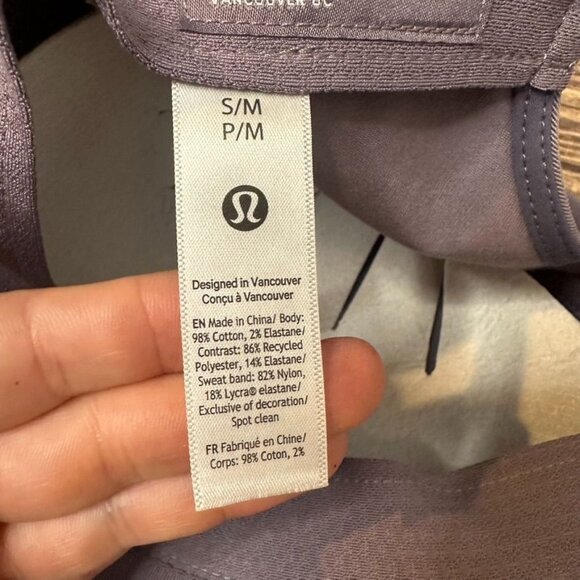 VANCOUVER BC
S/M
P/M
Designed in Vancouver
Conçu à Vancouver
EN Made in China/ Body:
98% Cotton, 2% Elastane/
Contrast: 86% Recycled
Polyester, 14% Elastane/
Sweat band: 82% Nylon,
18% Lycra® elastane/
Exclusive of decoration/
Spot clean
FR Fabriqué en Chine/
Corps: 98% Coton, 2%